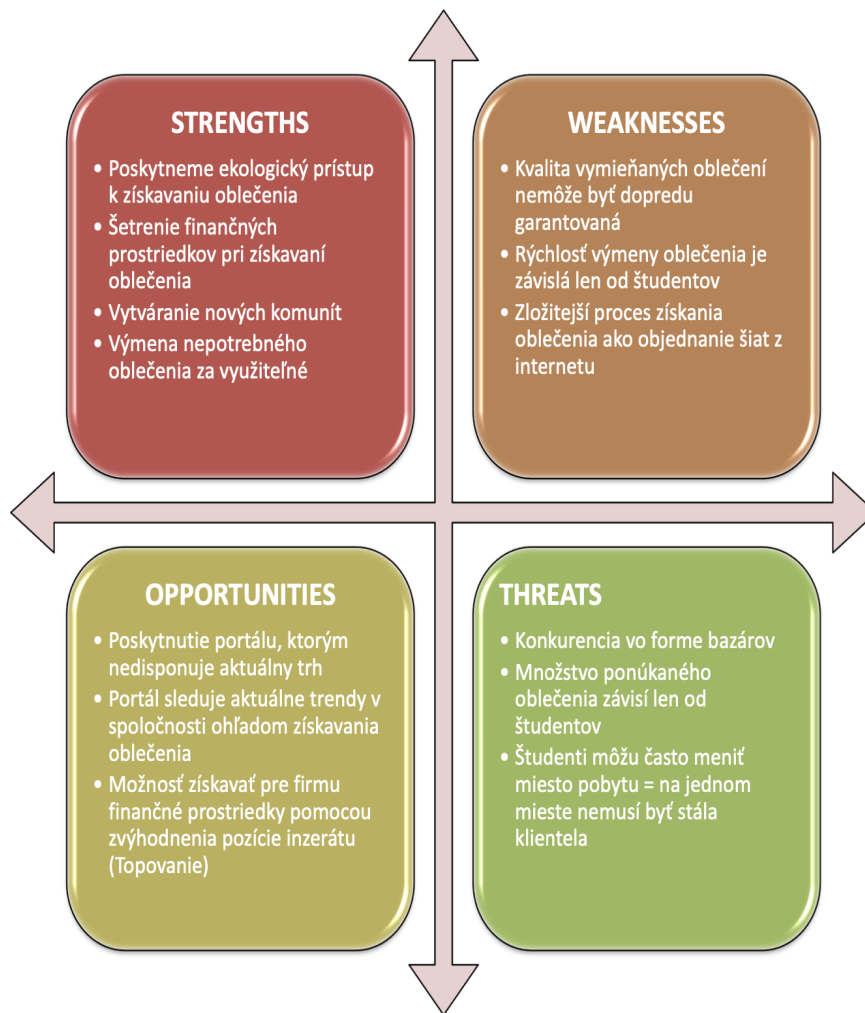 STRENGTHS
• Poskytneme ekologický prístup
k získavaniu oblečenia
• Šetrenie finančných
prostriedkov pri získavaní
oblečenia
• Vytváranie nových komunít
• Výmena nepotrebného
oblečenia za využiteľné
WEAKNESSES
• Kvalita vymieňaných oblečení
nemôže byť dopredu
garantovaná
• Rýchlosť výmeny oblečenia je
závislá len od študentov
• Zložitejší proces získania
oblečenia ako objednanie šiat z
internetu
OPPORTUNITIES
• Poskytnutie portálu, ktorým
nedisponuje aktuálny trh
• Portál sleduje aktuálne trendy v
spoločnosti ohľadom získavania
oblečenia
• Možnosť získavať pre firmu
finančné prostriedky pomocou
zvýhodnenia pozície inzerátu
(Topovanie)
THREATS
• Konkurencia vo forme bazárov
• Množstvo ponúkaného
oblečenia závisí len od
študentov
• Študenti môžu často meniť
miesto pobytu = na jednom
mieste nemusí byť stála
klientela